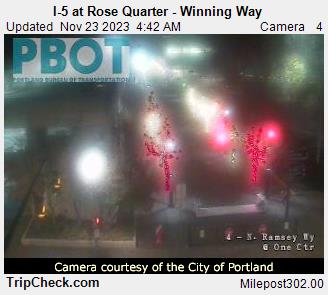 I-5 at Rose Quarter - Winning Way
Updated Nov 23 2023 4:42 AM Camera 4
PBOT
PORTLAND BUREAU OF TRANSPORTATION
4 - N. Ramsey Wy
@ One Ctr
Camera courtesy of the City of Portland
TripCheck.com Milepost302.00